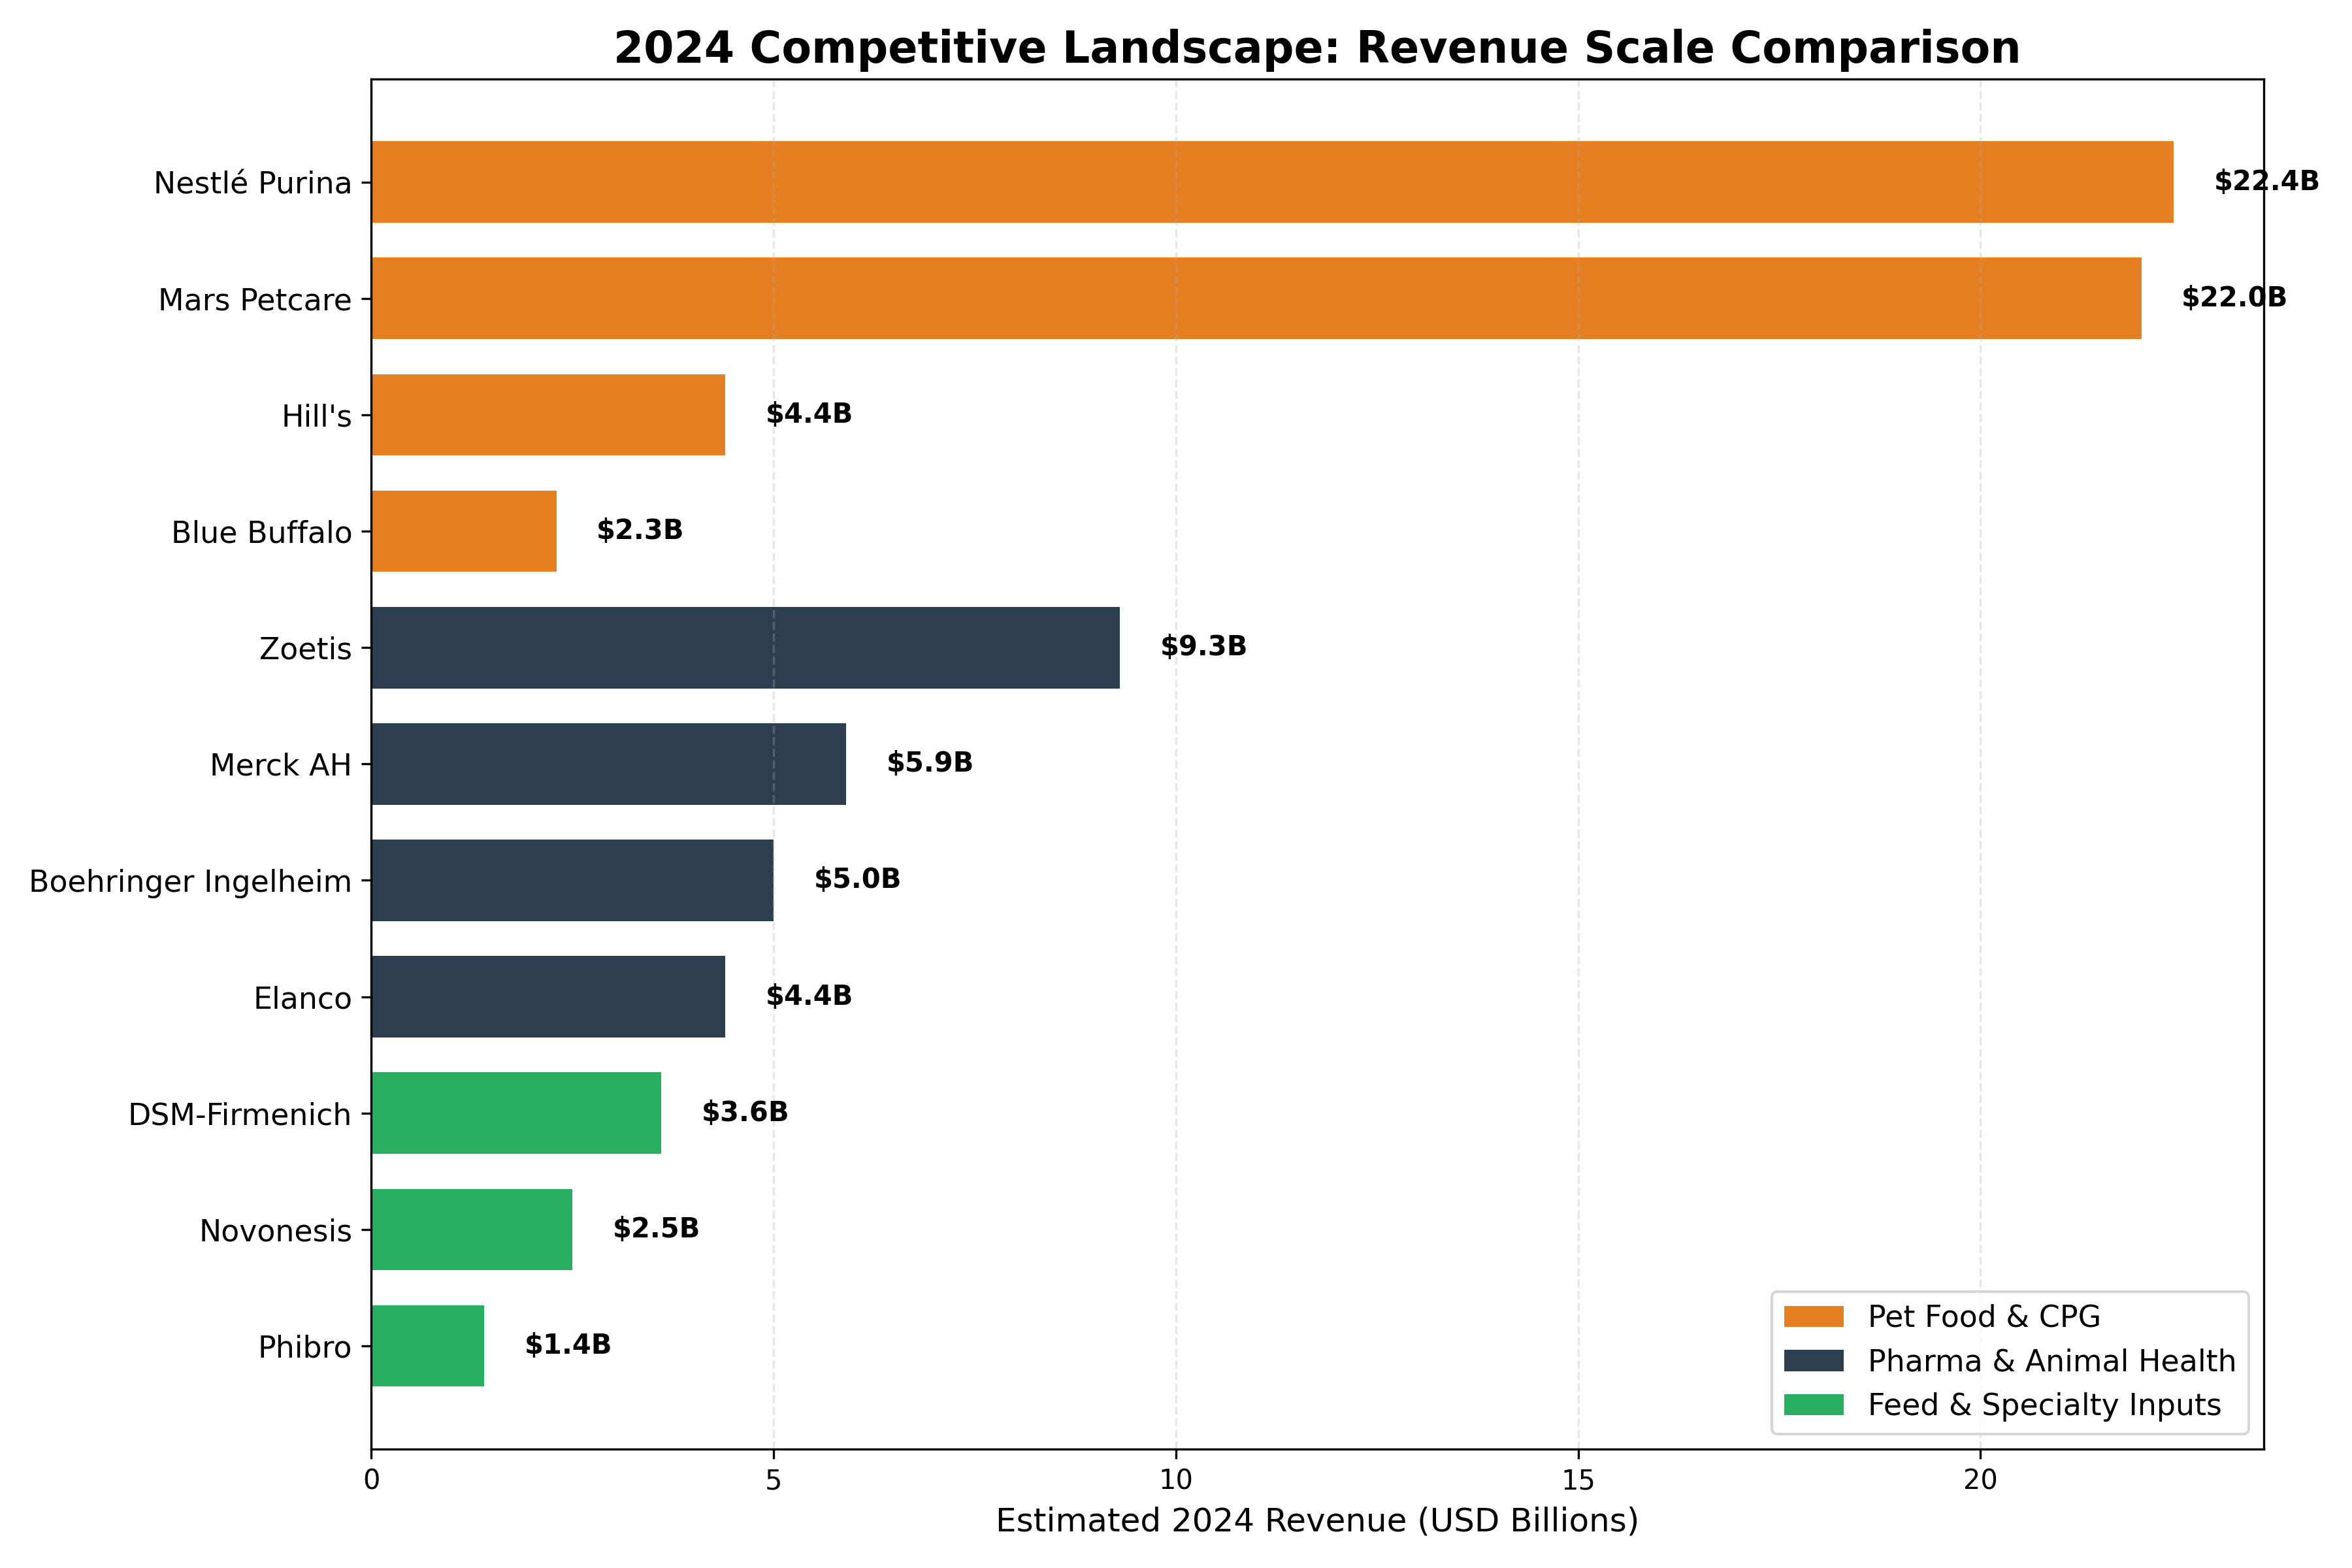 2024 Competitive Landscape: Revenue Scale Comparison
Nestlé Purina $22.4B
Mars Petcare $22.0B
Hill's $4.4B
Blue Buffalo $2.3B
Zoetis $9.3B
Merck AH $5.9B
Boehringer Ingelheim $5.0B
Elanco $4.4B
DSM-Firmenich $3.6B
Novonesis $2.5B
Phibro $1.4B
Pet Food & CPG
Pharma & Animal Health
Feed & Specialty Inputs
0 5 10 15 20
Estimated 2024 Revenue (USD Billions)